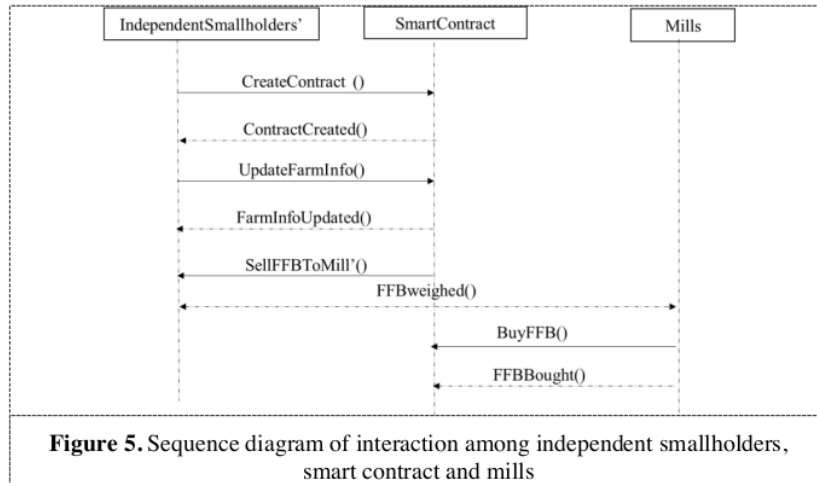 IndependentSmallholders’ SmartContract Mills
CreateContract ()
ContractCreated()
UpdateFarmInfo()
FarmInfoUpdated()
SellFFBToMill’()
FFBweighed()
BuyFFB()
FFBBought()
Figure 5. Sequence diagram of interaction among independent smallholders,
smart contract and mills